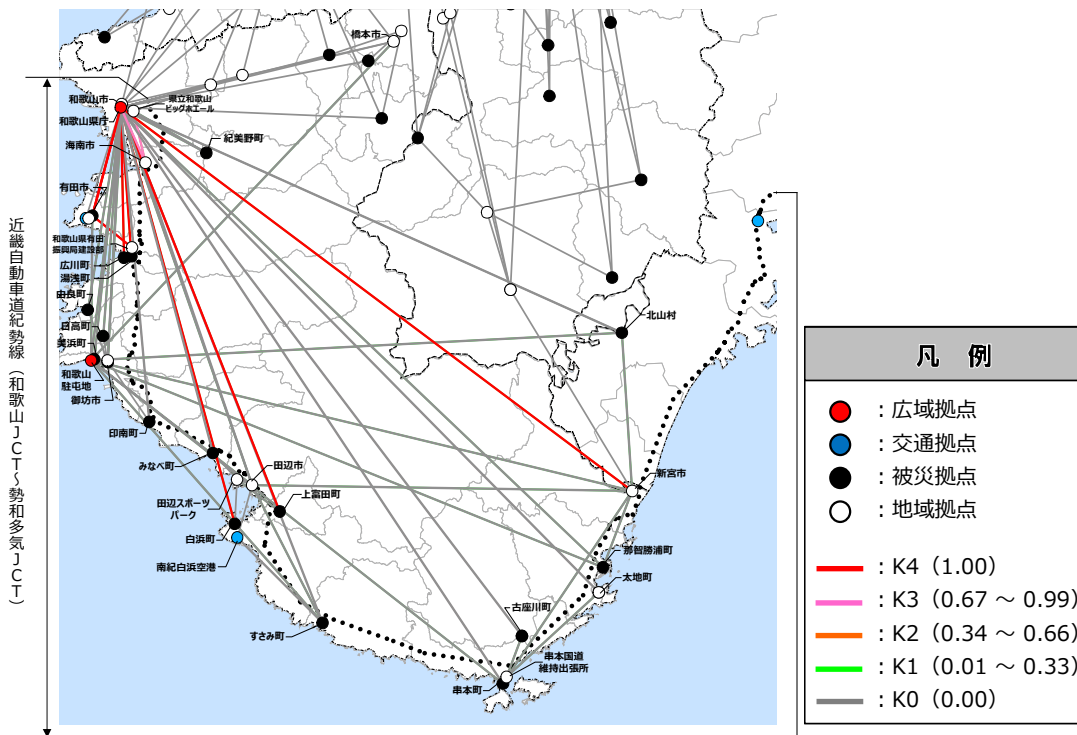 橋本市
和歌山市
県立和歌山
ビッグホエール
和歌山県庁
紀美野町
海南市
有田市
和歌山県有田
振興局建設部
広川町
湯浅町
由良町
日高町
美浜町
和歌山
駐屯地
御坊市
北山村
印南町
みなべ町
田辺市
新宮市
田辺スポーツ
パーク
上富田町
白浜町
南紀白浜空港
那智勝浦町
太地町
古座川町
すさみ町
串本国道
維持出張所
串本町
近畿自動車道紀勢線（和歌山JCT～勢和多気JCT）
凡 例
：広域拠点
：交通拠点
：被災拠点
：地域拠点
：K4（1.00）
：K3（0.67 ～ 0.99）
：K2（0.34 ～ 0.66）
：K1（0.01 ～ 0.33）
：K0（0.00）